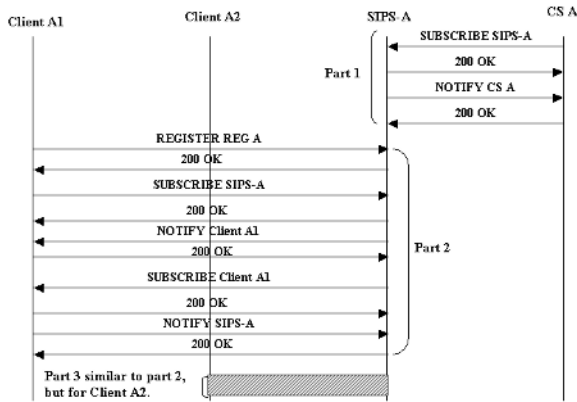 Client A1
Client A2
SIPS-A
CS A
SUBSCRIBE SIPS-A
200 OK
Part 1
NOTIFY CS A
200 OK
REGISTER REG A
200 OK
SUBSCRIBE SIPS-A
200 OK
NOTIFY Client A1
200 OK
Part 2
SUBSCRIBE Client A1
200 OK
NOTIFY SIPS-A
200 OK
Part 3 similar to part 2,
but for Client A2.